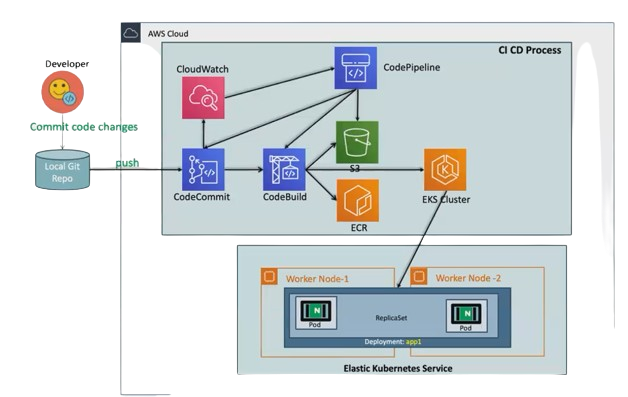 AWS Cloud
CI CD Process
Developer
CloudWatch
CodePipeline
Commit code changes
push
Local Git
Repo
CodeCommit
CodeBuild
S3
EKS Cluster
ECR
Worker Node-1
Worker Node -2
N
N
Pod
ReplicaSet
Pod
Deployment: app1
Elastic Kubernetes Service